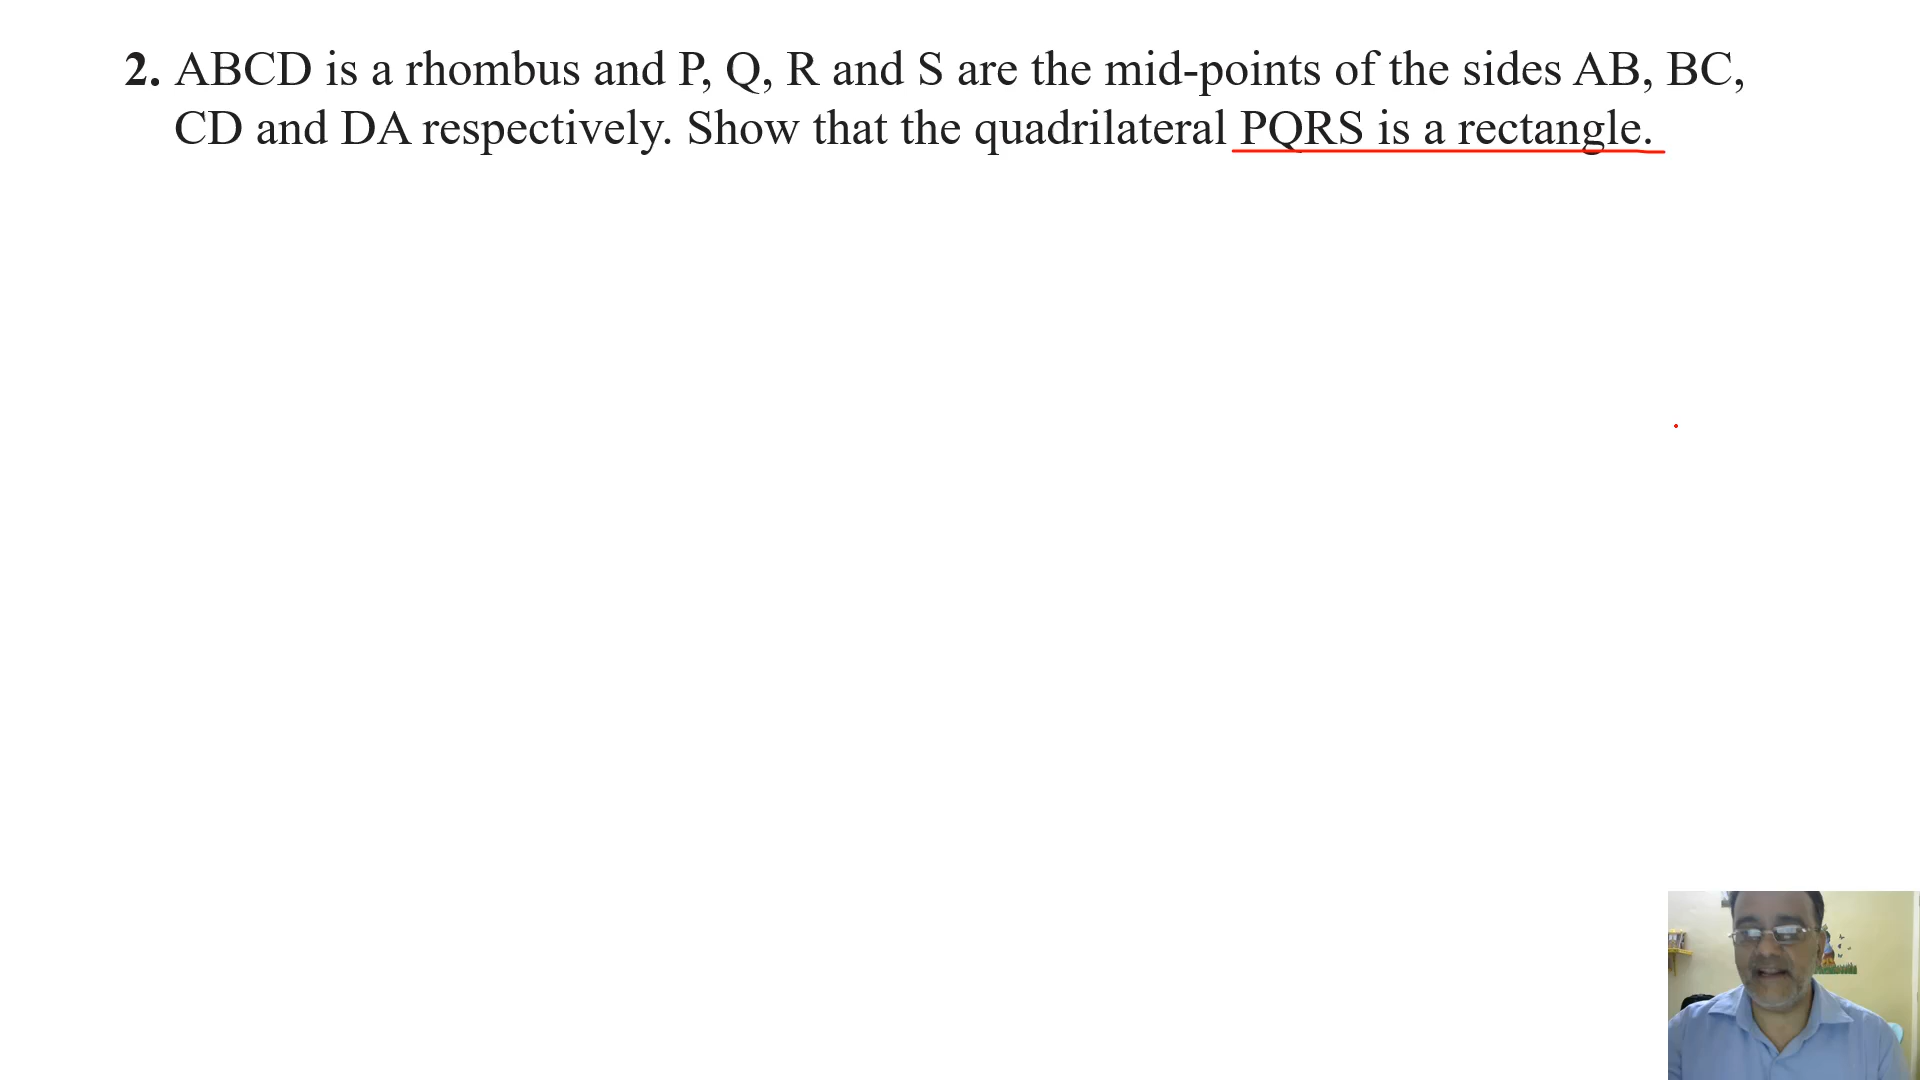 2. ABCD is a rhombus and P, Q, R and S are the mid-points of the sides AB, BC,
CD and DA respectively. Show that the quadrilateral PQRS is a rectangle.